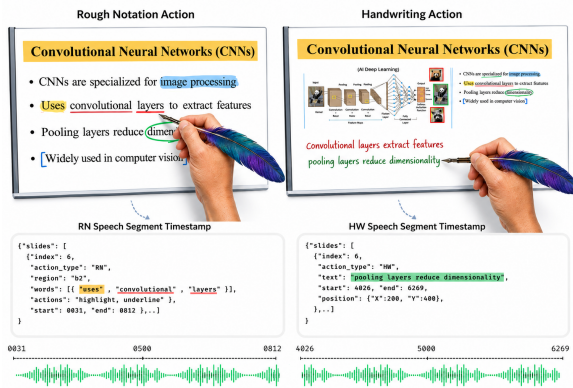 Rough Notation Action
Convolutional Neural Networks (CNNs)
• CNNs are specialized for image processing.
• Uses convolutional layers to extract features
• Pooling layers reduce dimen
• [Widely used in computer vision]
RN Speech Segment Timestamp
{"slides": [
{"index": 6,
"action_type": "RN",
"region": "b2",
"words": [{ "uses" , "convolutional" , "layers" }],
"actions": "highlight, underline" },
"start": 0031, "end": 0812 },..]
}
0031 0500 0812
Handwriting Action
Convolutional Neural Networks (CNNs)
(AI Deep Learning)
• CNNs are specialized for image processing.
• Uses convolutional layers to extract features
• Pooling layers reduce dimensionality
• [Widely used in computer vision]
Convolutional layers extract features
pooling layers reduce dimensionality
HW Speech Segment Timestamp
{"slides": [
{"index": 6,
"action_type": "HW",
"text": "pooling layers reduce dimensionality",
"start": 4026, "end": 6269,
"position": {"X":200, "Y":400},
},..]
}
4026 5000 6269